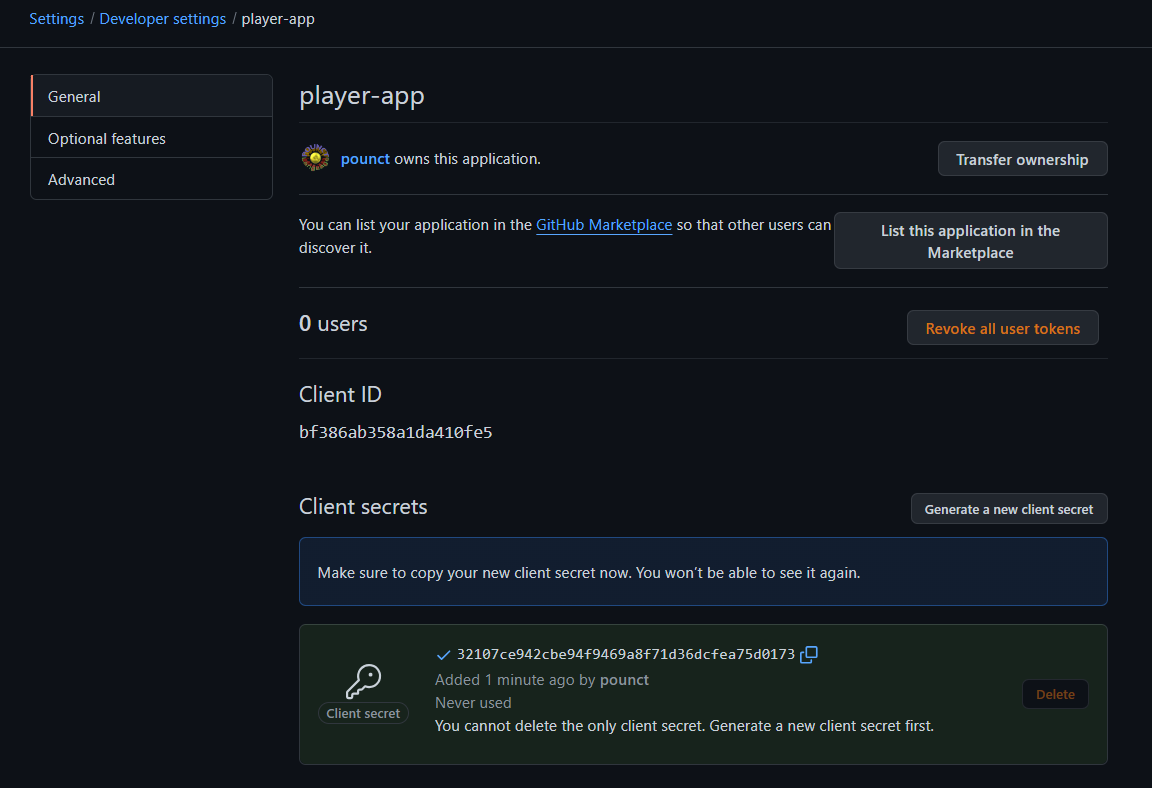 Settings / Developer settings / player-app
General
Optional features
Advanced
player-app
pounct owns this application.
Transfer ownership
You can list your application in the GitHub Marketplace so that other users can
discover it.
List this application in the
Marketplace
0 users
Revoke all user tokens
Client ID
bf386ab358a1da410fe5
Client secrets
Generate a new client secret
Make sure to copy your new client secret now. You won’t be able to see it again.
32107ce942cbe94f9469a8f71d36dcfea75d0173
Added 1 minute ago by pounct
Never used
You cannot delete the only client secret. Generate a new client secret first.
Client secret
Delete